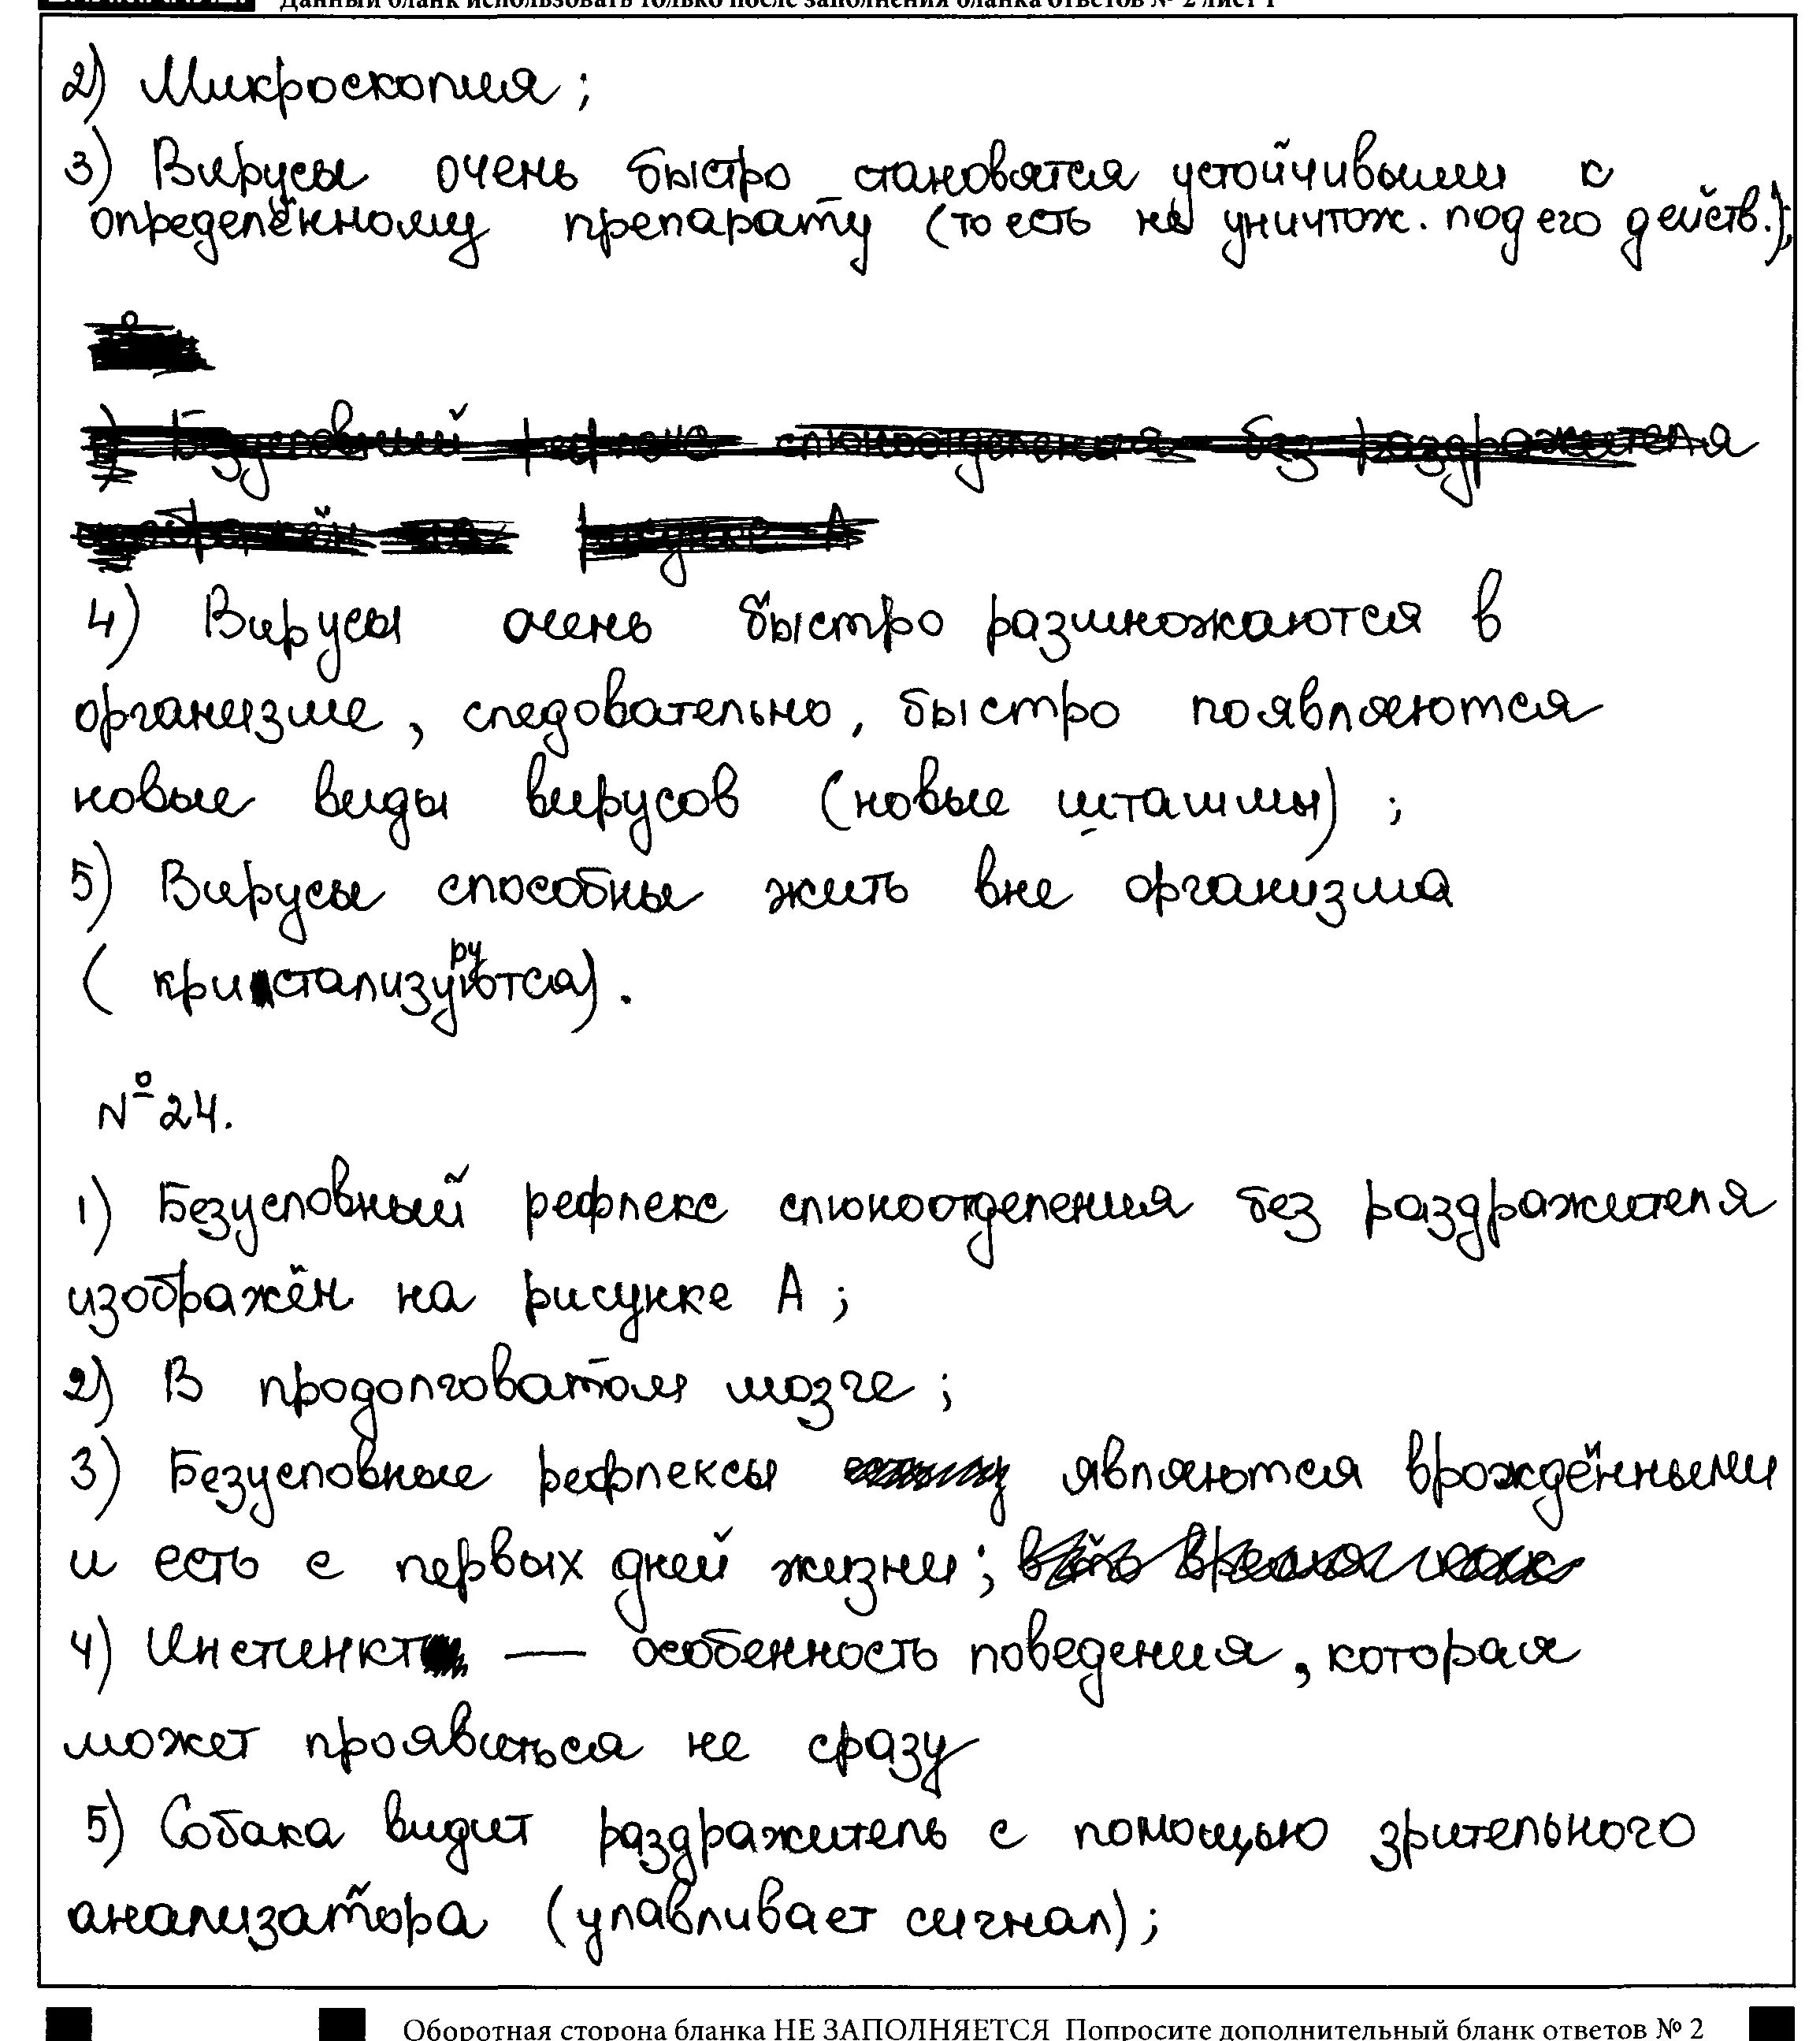 Данный бланк использовать только после заполнения бланка ответов № 2 лист 1
2) Микроскопия;
3) Вирусы очень быстро становятся устойчивыми к
определённому препарату (то есть не уничтож. под его действ.);
4) Вирусы очень быстро размножаются в
организме, следовательно, быстро появляются
новые виды вирусов (новые шташмы);
5) Вирусы способны жить вне организма
(кристализуруются).
№ 24.
1) Безусловный рефлекс слюноотделения без раздражителя
изображён на рисунке А;
2) В продолговатом мозге;
3) Безусловные рефлексы являются врождёнными
и есть с первых дней жизни;
4) Инстинкт — особенность поведения, которая
может проявиться не сразу
5) Собака видит раздражитель с помощью зрительного
анализатора (улавливает сигнал);
Оборотная сторона бланка НЕ ЗАПОЛНЯЕТСЯ Попросите дополнительный бланк ответов № 2